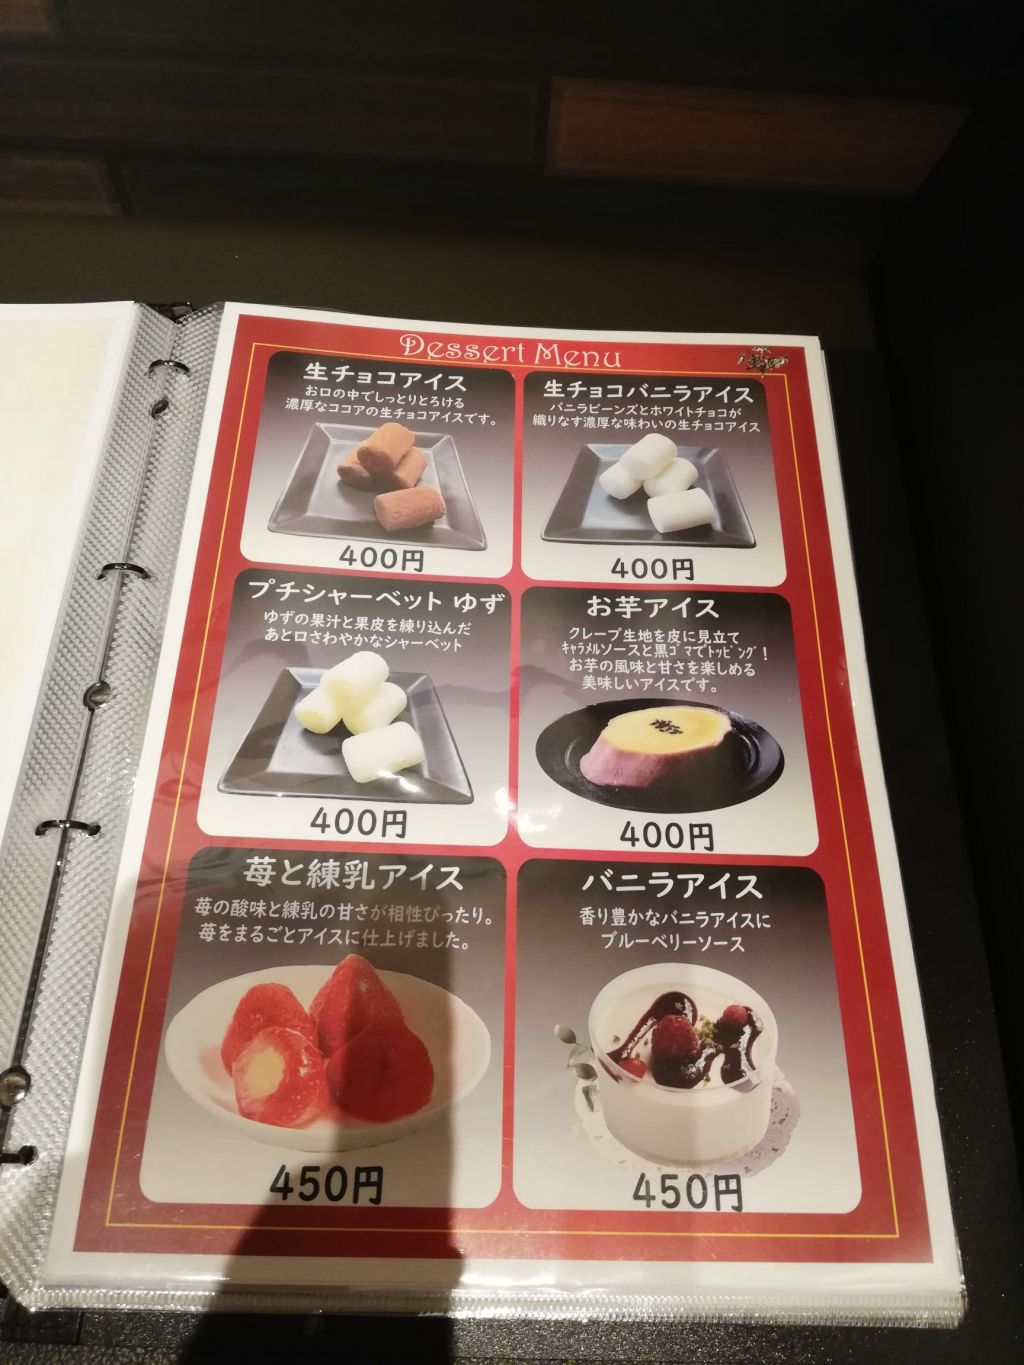 Dessert Menu
生チョコアイス
お口の中でしっとりとろける
濃厚なココアの生チョコアイスです。
400円
生チョコバニラアイス
バニラビーンズとホワイトチョコが
織りなす濃厚な味わいの生チョコアイス
400円
プチシャーベット ゆず
ゆずの果汁と果皮を練り込んだ
あと口さわやかなシャーベット
400円
お芋アイス
クレープ生地を皮に見立て
ｷｬﾗﾒﾙソースと黒ｺﾞマでﾄｯﾋﾟﾝｸﾞ！
お芋の風味と甘さを楽しめる
美味しいアイスです。
400円
苺と練乳アイス
苺の酸味と練乳の甘さが相性ぴったり。
苺をまるごとアイスに仕上げました。
450円
バニラアイス
香り豊かなバニラアイスに
ブルーベリーソース
450円